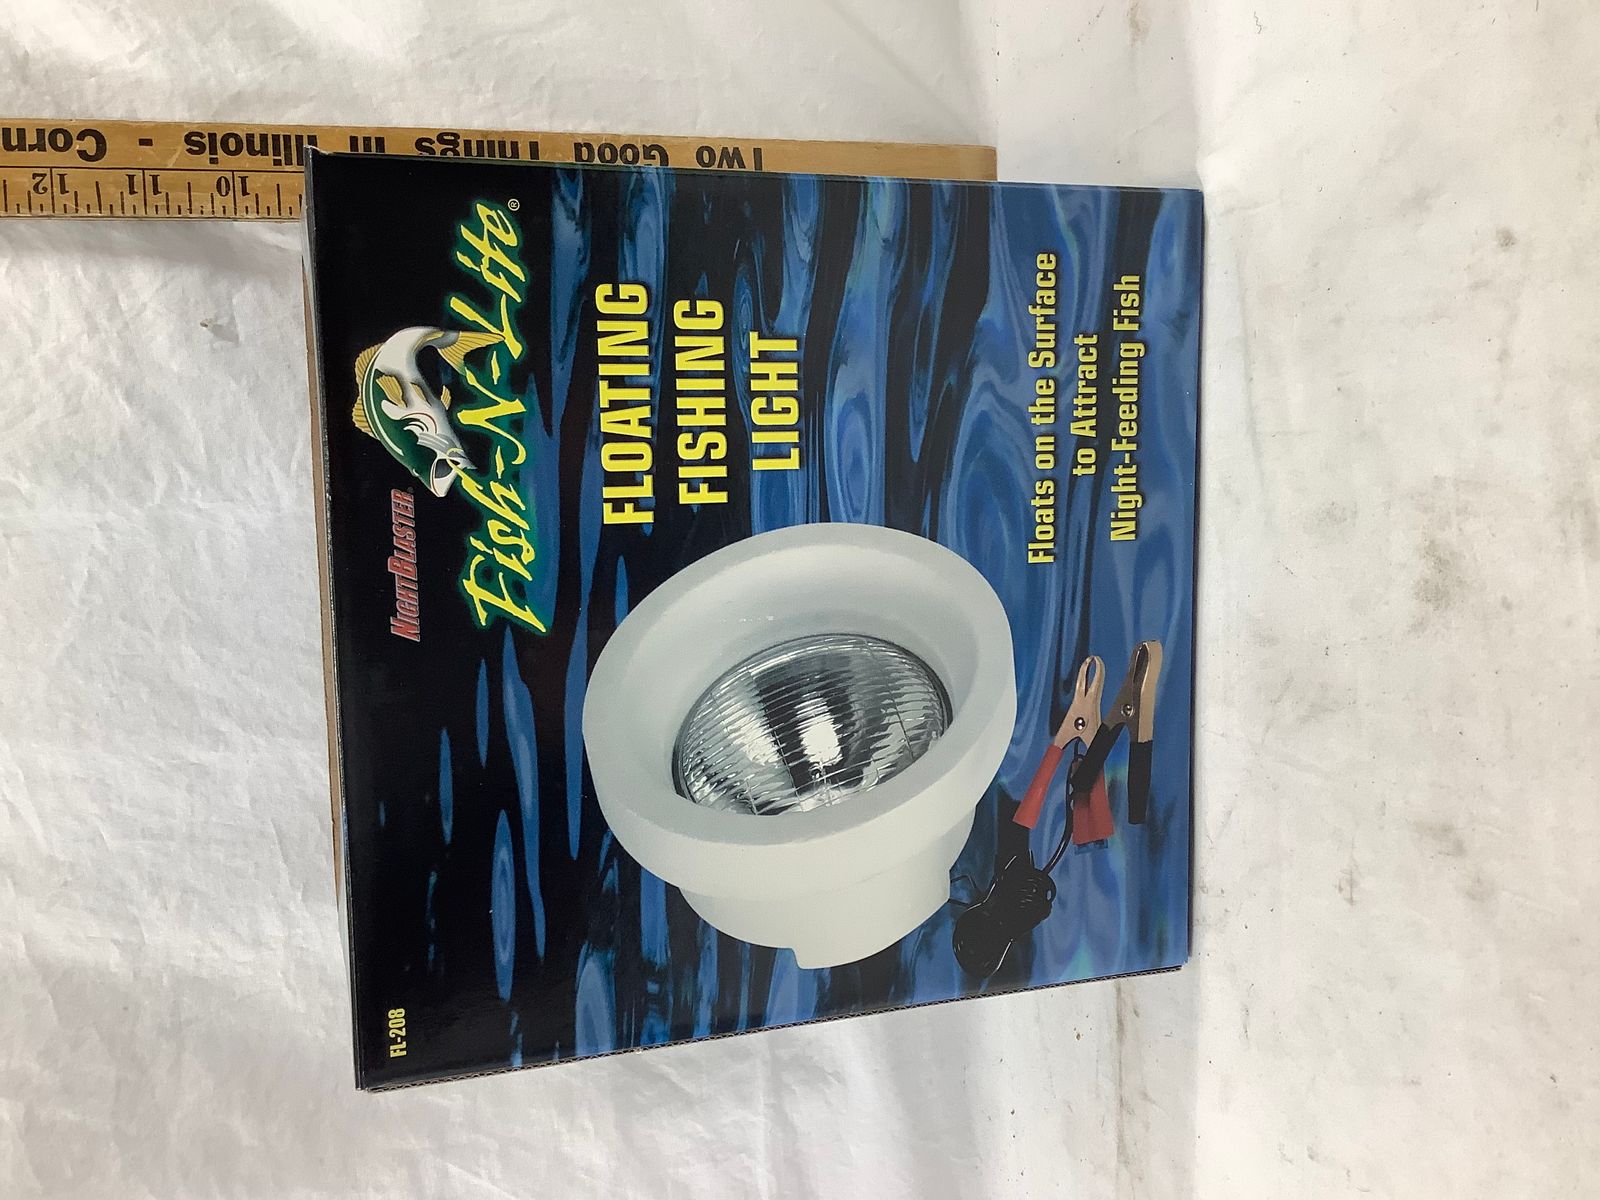 Two Good Things in Illinois - Corn
10 11 12
NIGHTBLASTER®
Fish-N-Lite®
FLOATING
FISHING
LIGHT
Floats on the Surface
to Attract
Night-Feeding Fish
FL-208